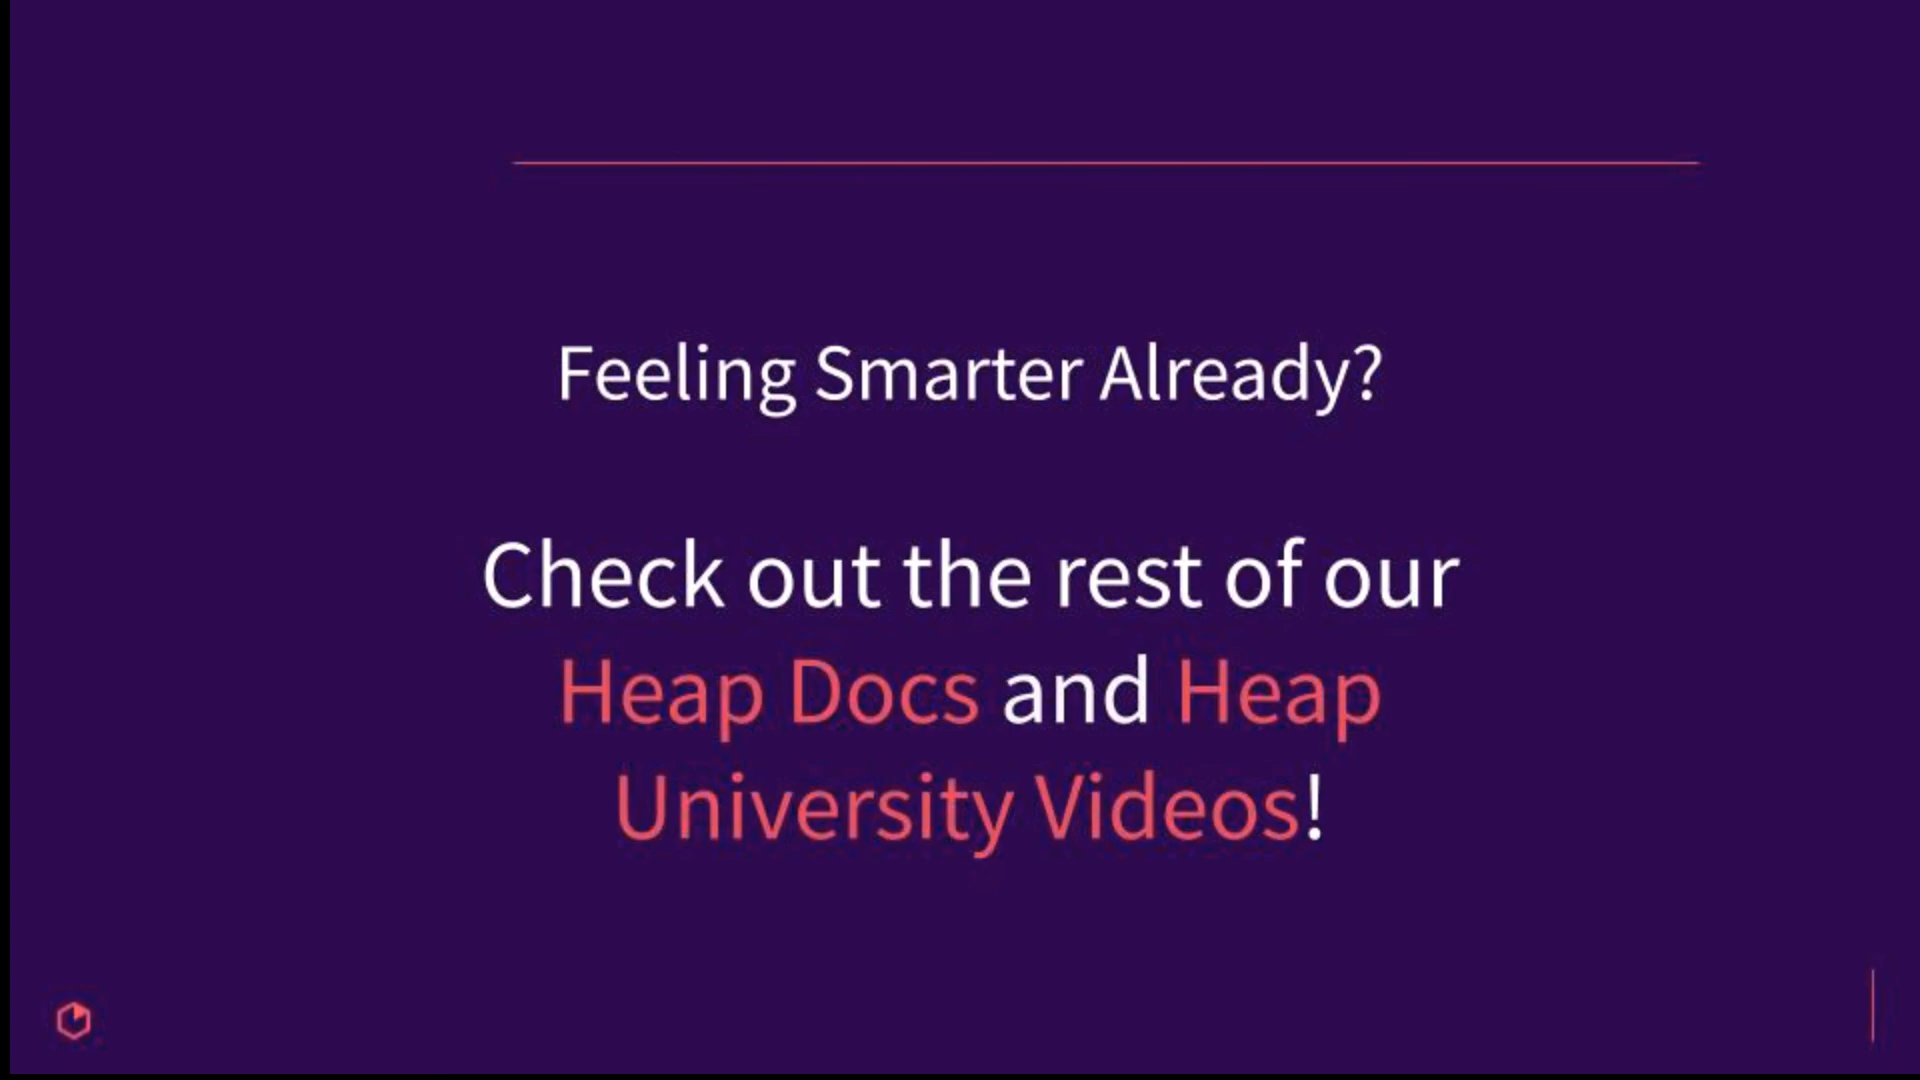 Feeling Smarter Already?
Check out the rest of our
Heap Docs and Heap
University Videos!